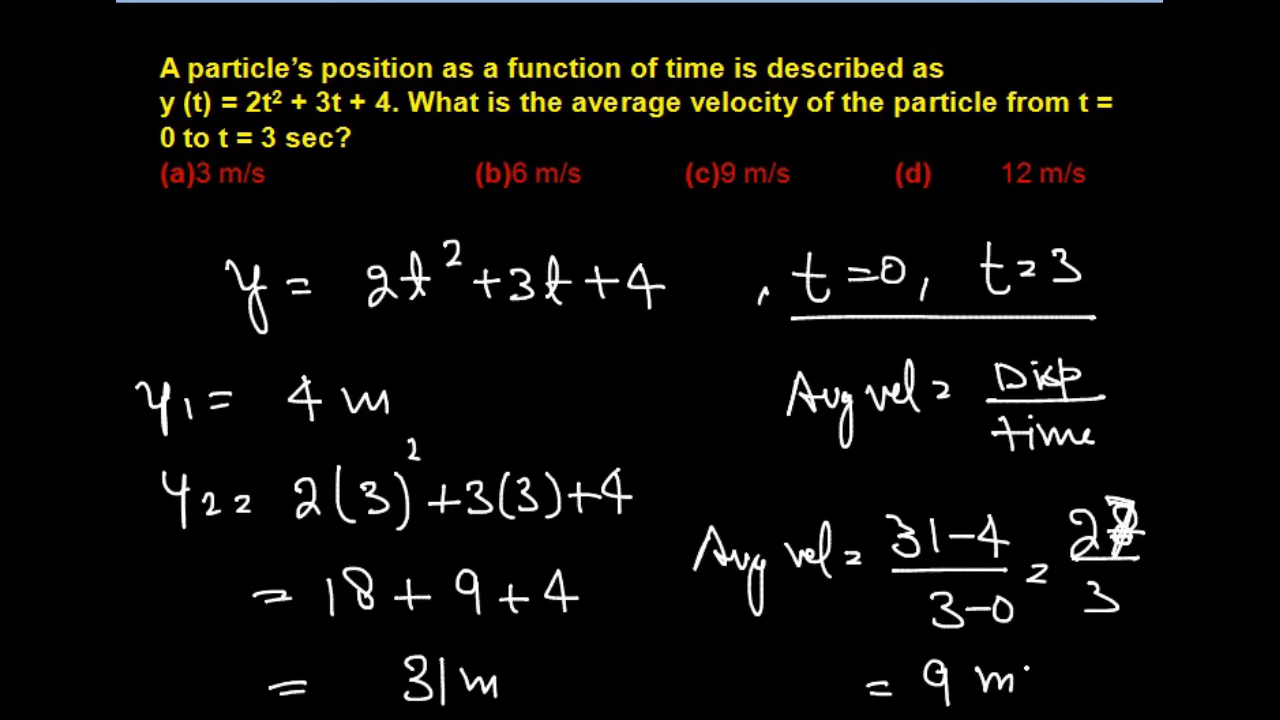 A particle's position as a function of time is described as
y (t) = 2t² + 3t + 4. What is the average velocity of the particle from t =
0 to t = 3 sec?
(a)3 m/s (b)6 m/s (c)9 m/s (d) 12 m/s
y = 2t² + 3t + 4 , t = 0, t = 3
y1 = 4 m
Avg vel = Disp/time
y2 = 2(3)² + 3(3) + 4
Avg vel = 31-4/3-0 = 27/3
= 18 + 9 + 4
= 31 m
= 9 m